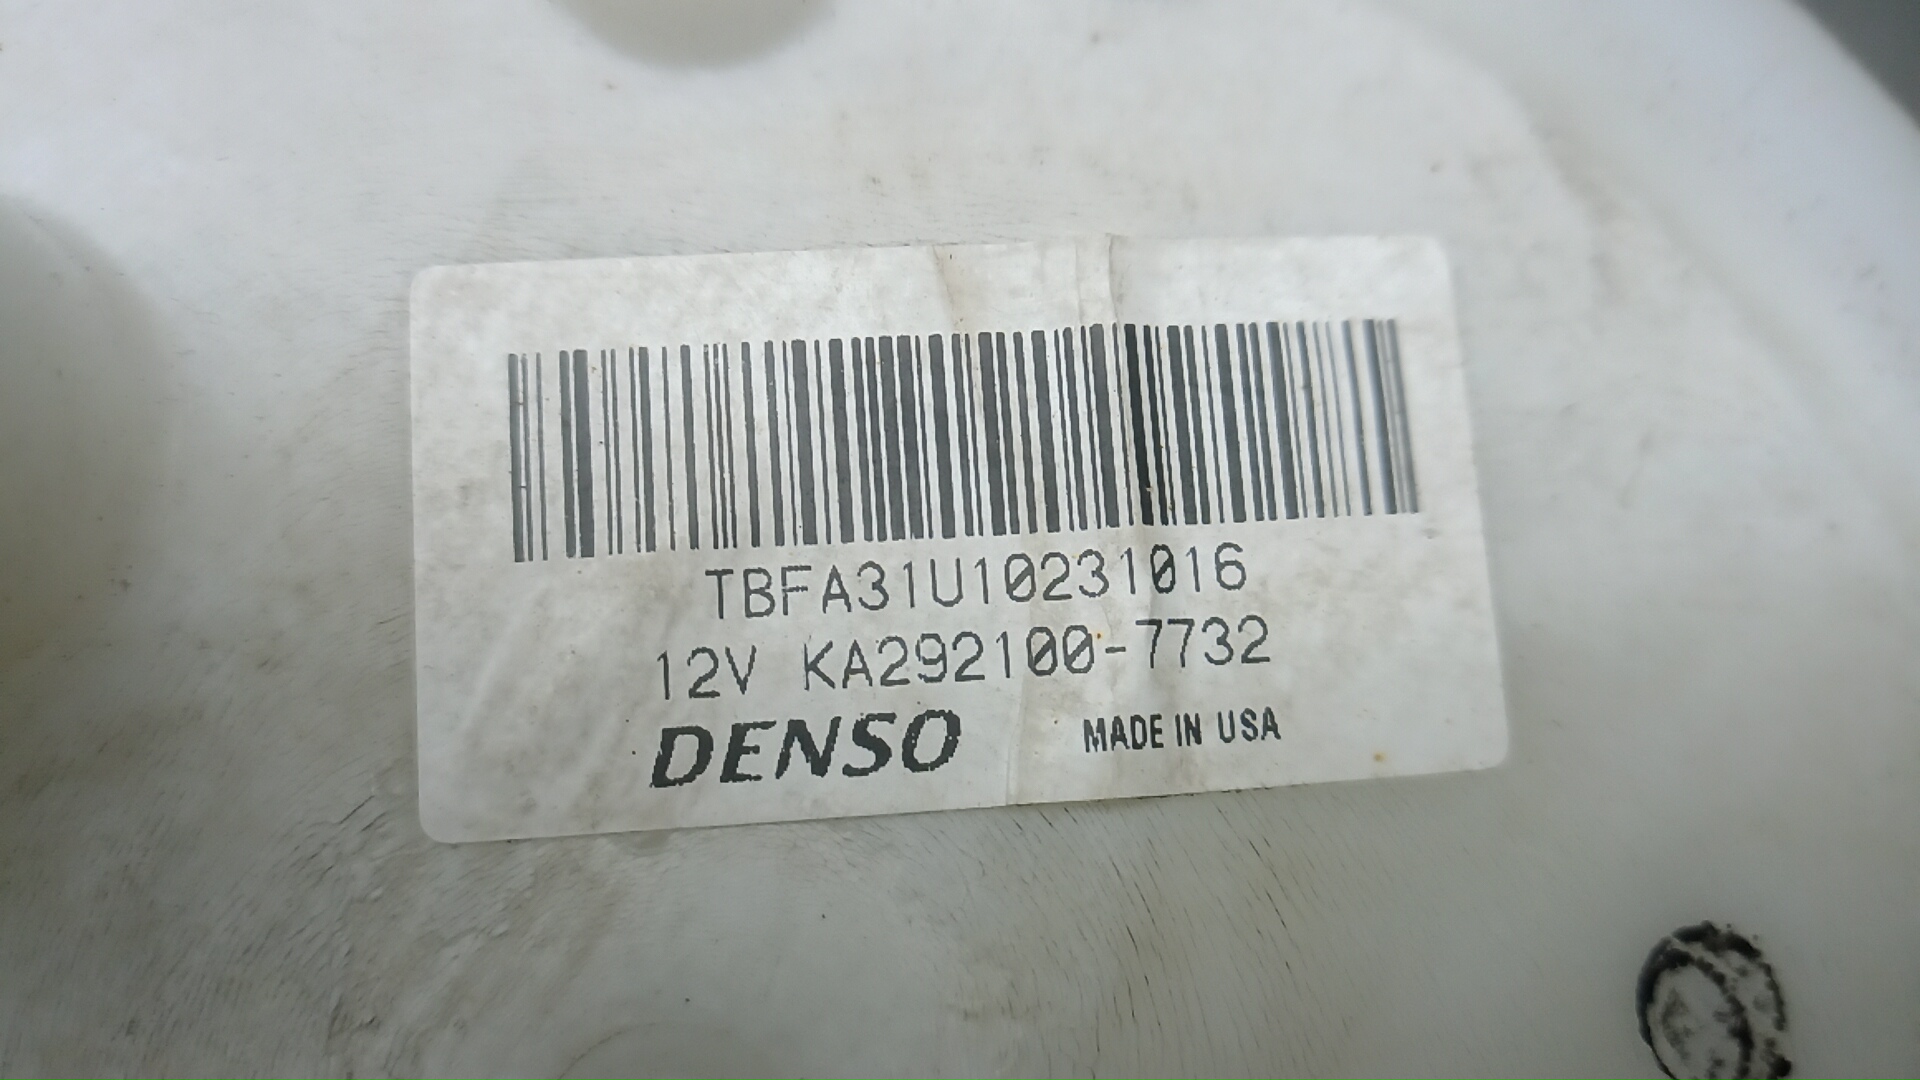 TBFA31U10231016
12V KA292100-7732
DENSO MADE IN USA